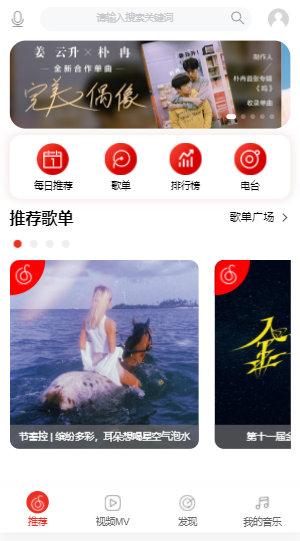 请输入搜索关键词
姜云升×朴冉
全新合作单曲
完美偶像
制作人
朴冉首张专辑
收录单曲
每日推荐
歌单
排行榜
电台
推荐歌单
歌单广场
节奏控 | 缤纷多彩，耳朵想喝星空气泡水
第十一届金
推荐
视频MV
发现
我的音乐